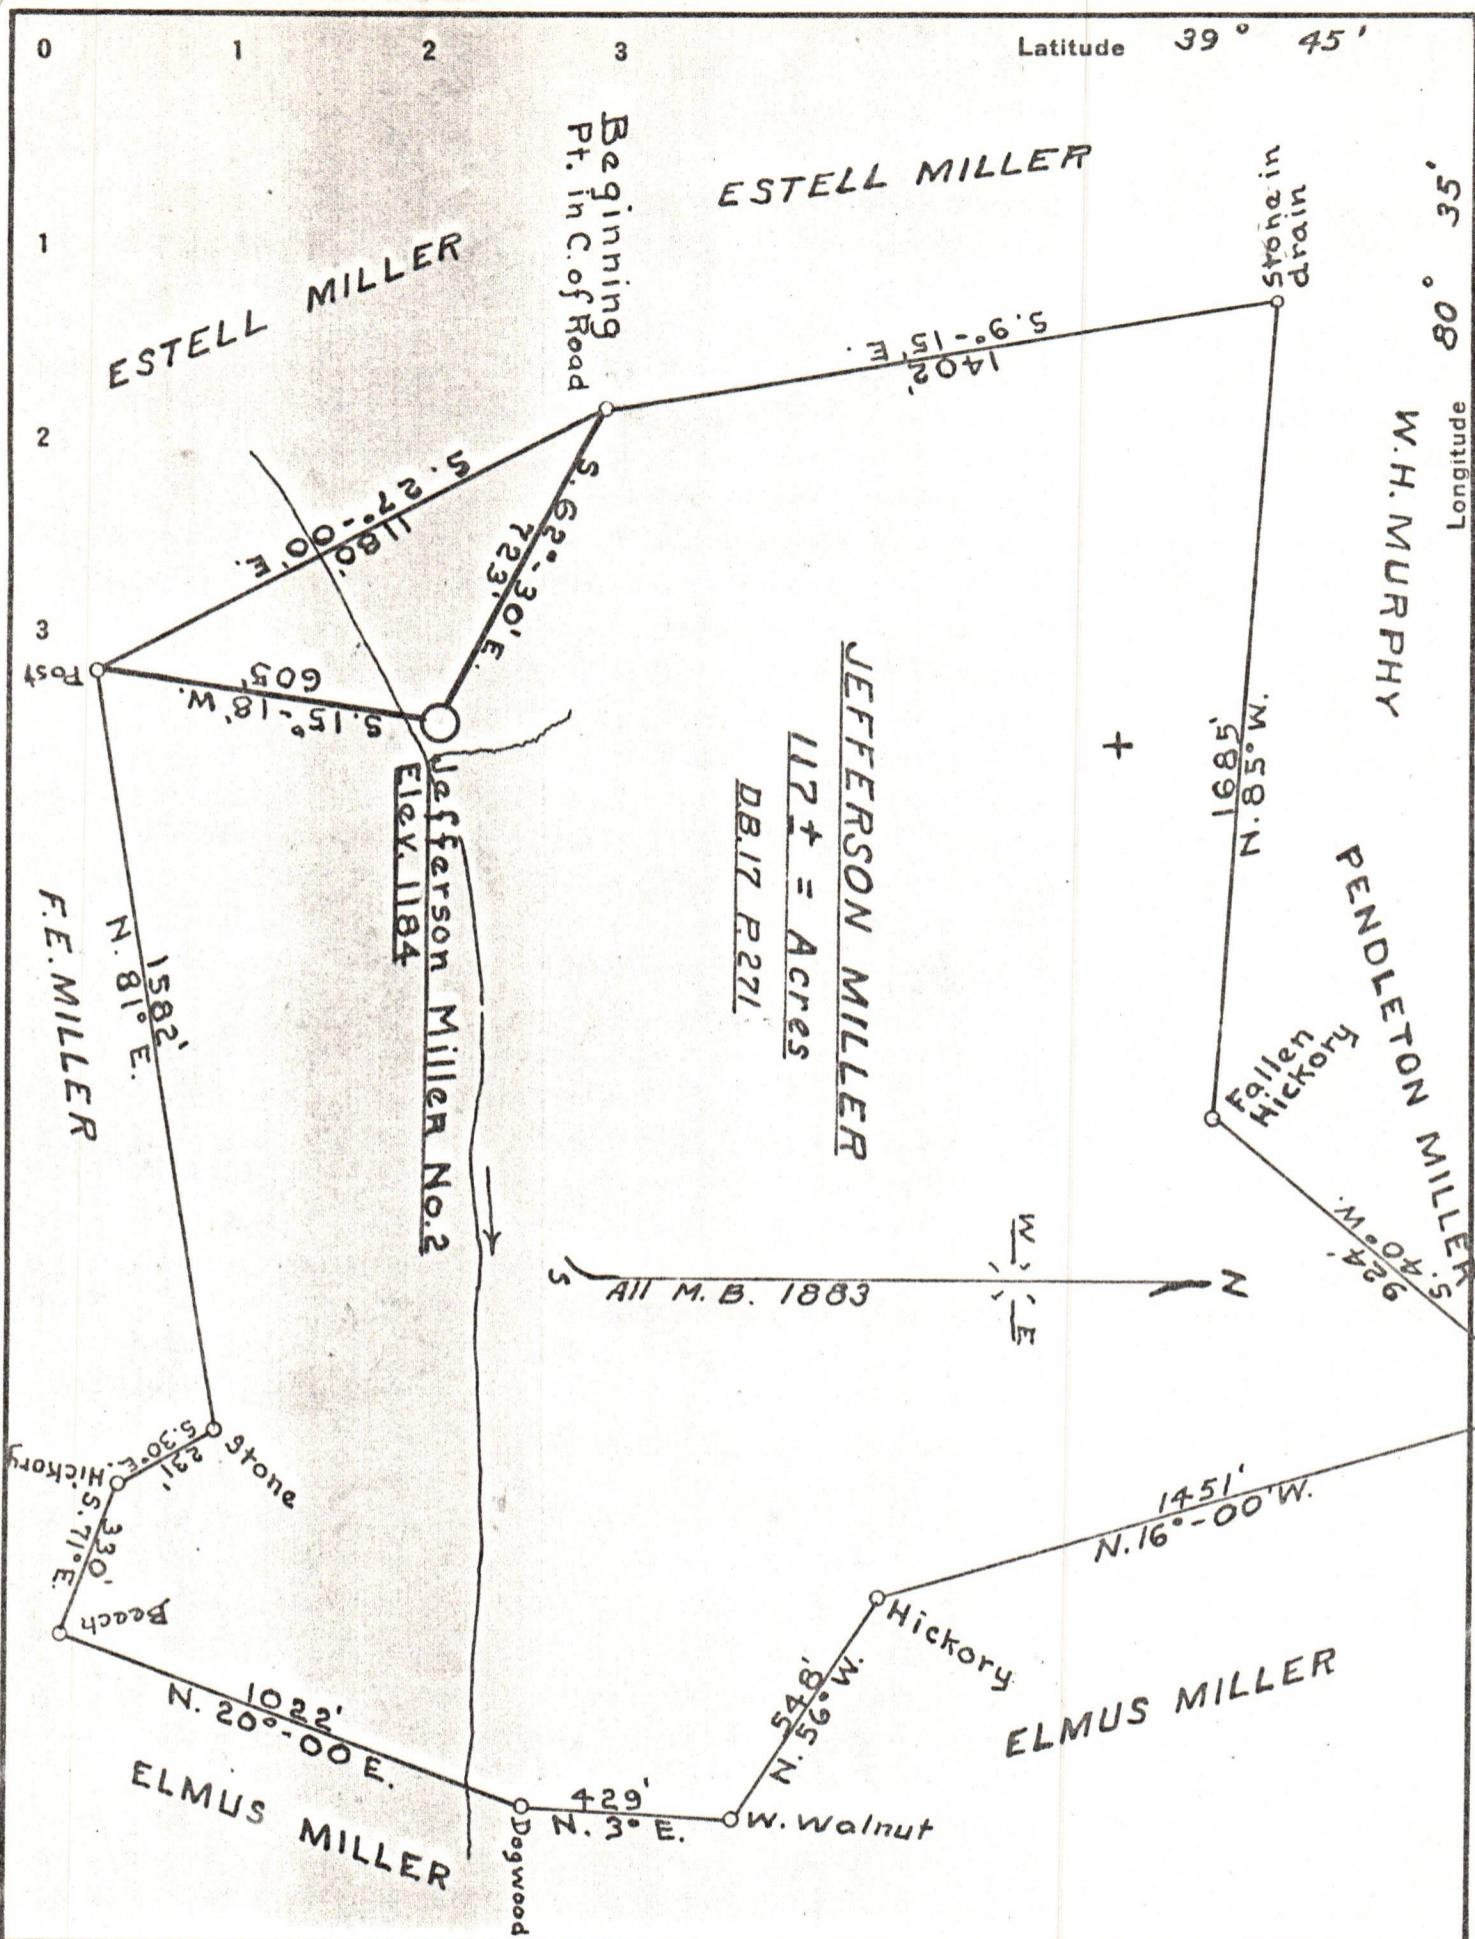 0 1 2 3
Latitude 39° 45'
1
2
3
80° 35'
Longitude
Beginning
Pt. in C. of Road
ESTELL MILLER
Stone in
drain
ESTELL MILLER
S. 9°-15' E.
1402'
W.H. MURPHY
S. 27°-00' E.
1180'
S. 62°-30' E.
723'
Post
605'
S. 15°-18' W.
Jefferson Miller No. 2
Elev. 1184
JEFFERSON MILLER
117 ± = Acres
D.B. 17 P. 271
+
1685'
N. 85° W.
PENDLETON MILLER
Fallen
Hickory
S. 40° W.
924'
F.E. MILLER
1582'
N. 81° E.
W
E
S
N
All M. B. 1883
Stone
S. 30° E.
231'
Hickory
330'
S. 71° E.
Beach
1451'
N. 16°-00' W.
Hickory
548'
N. 56° W.
ELMUS MILLER
1022'
N. 20°-00 E.
ELMUS MILLER
429'
N. 3° E.
W. Walnut
Dogwood